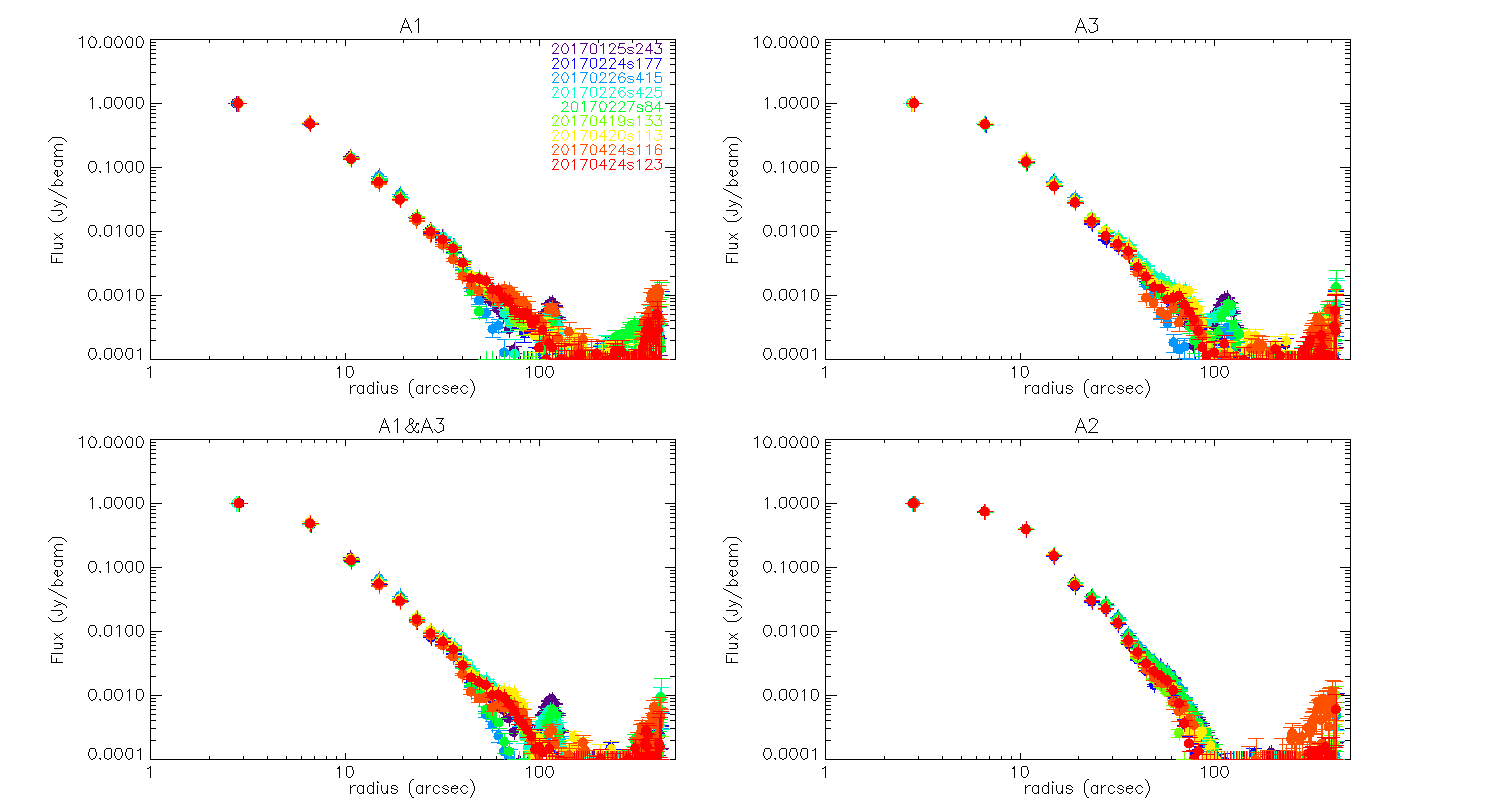 A1
10.0000
1.0000
0.1000
0.0100
0.0010
0.0001
Flux (Jy/beam)
1
10
100
radius (arcsec)
20170125s243
20170224s177
20170226s415
20170226s425
20170227s84
20170419s133
20170420s113
20170424s116
20170424s123
A3
10.0000
1.0000
0.1000
0.0100
0.0010
0.0001
Flux (Jy/beam)
1
10
100
radius (arcsec)
A1&A3
10.0000
1.0000
0.1000
0.0100
0.0010
0.0001
Flux (Jy/beam)
1
10
100
radius (arcsec)
A2
10.0000
1.0000
0.1000
0.0100
0.0010
0.0001
Flux (Jy/beam)
1
10
100
radius (arcsec)